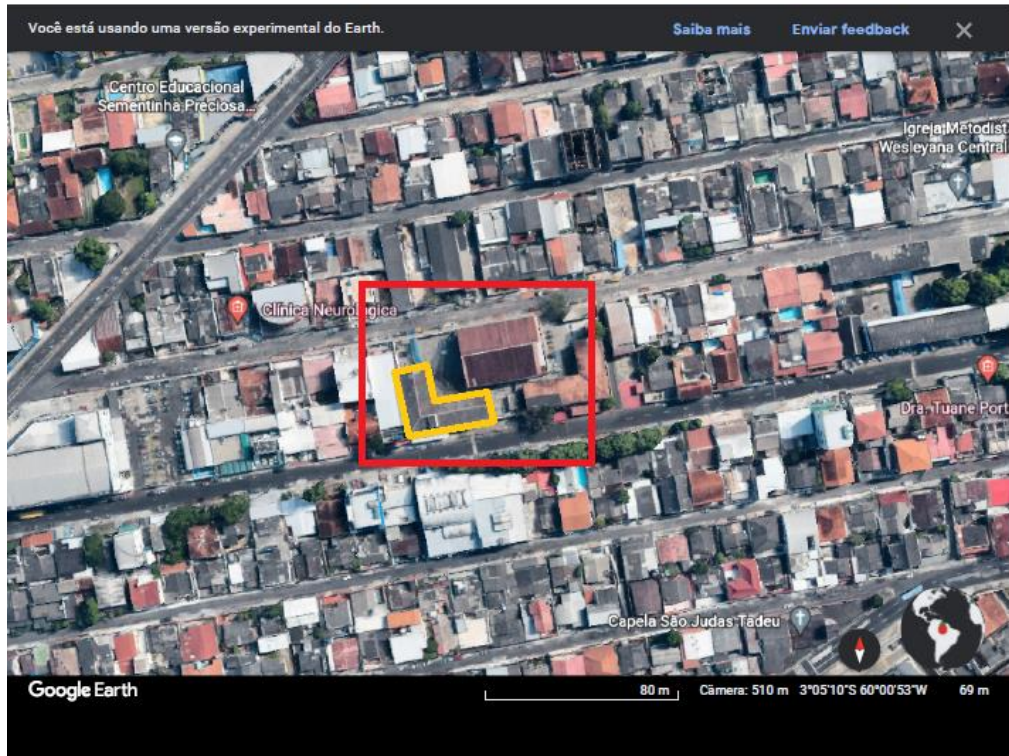 Você está usando uma versão experimental do Earth.
Saiba mais
Enviar feedback
Centro Educacional
Sementinha Preciosa...
Igreja Metodist
Wesleyana Central
Clínica Neurológica
Dra. Tuane Port
Capela São Judas Tadeu
Google Earth
80 m
Câmera: 510 m 3°05'10"S 60°00'53"W
69 m